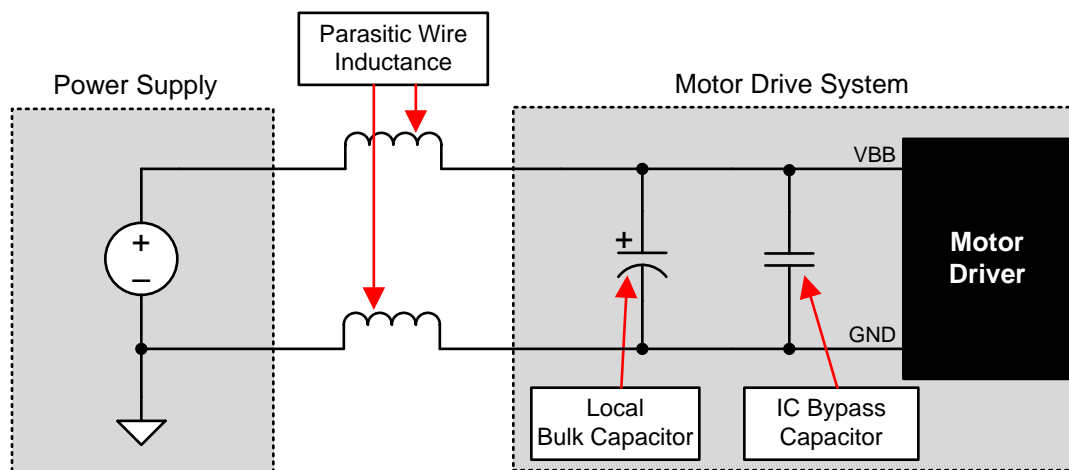 Parasitic Wire
Inductance
Power Supply
Motor Drive System
VBB
+
–
+
Motor
Driver
GND
Local
Bulk Capacitor
IC Bypass
Capacitor